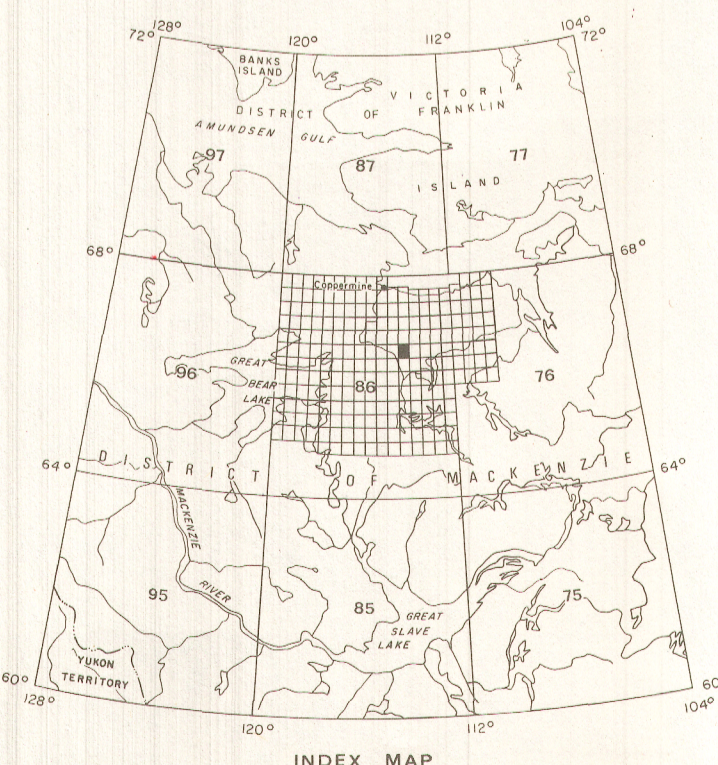 128°
120°
112°
104°
72°
72°
BANKS
ISLAND
VICTORIA
DISTRICT OF FRANKLIN
AMUNDSEN GULF
97
87
77
ISLAND
68°
68°
Coppermine
GREAT
BEAR
LAKE
96
86
76
DISTRICT OF MACKENZIE
64°
64°
MACKENZIE
RIVER
95
85
75
GREAT
SLAVE
LAKE
YUKON
TERRITORY
60°
60
128°
120°
112°
104°
INDEX MAP